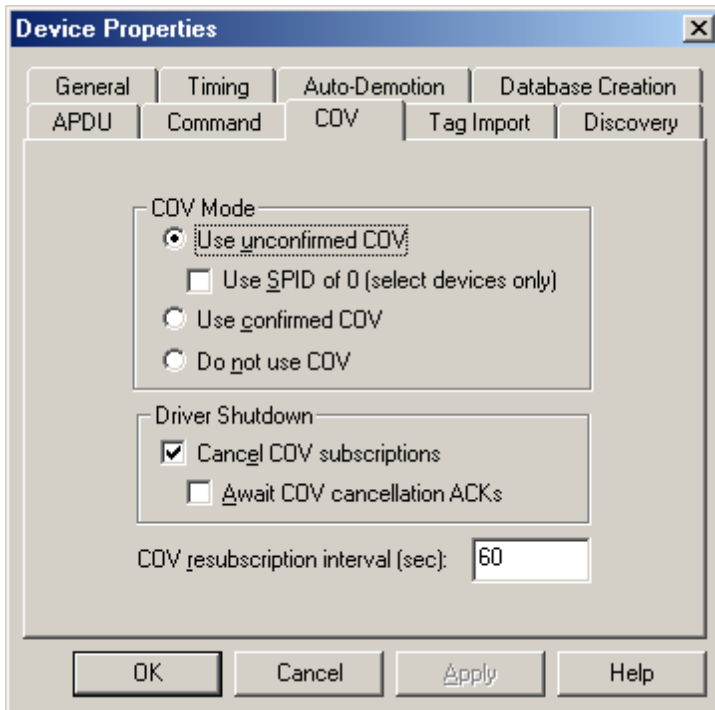 Device Properties
General Timing Auto-Demotion Database Creation
APDU Command COV Tag Import Discovery
COV Mode
Use unconfirmed COV
Use SPID of 0 (select devices only)
Use confirmed COV
Do not use COV
Driver Shutdown
Cancel COV subscriptions
Await COV cancellation ACKs
COV resubscription interval (sec): 60
OK Cancel Apply Help